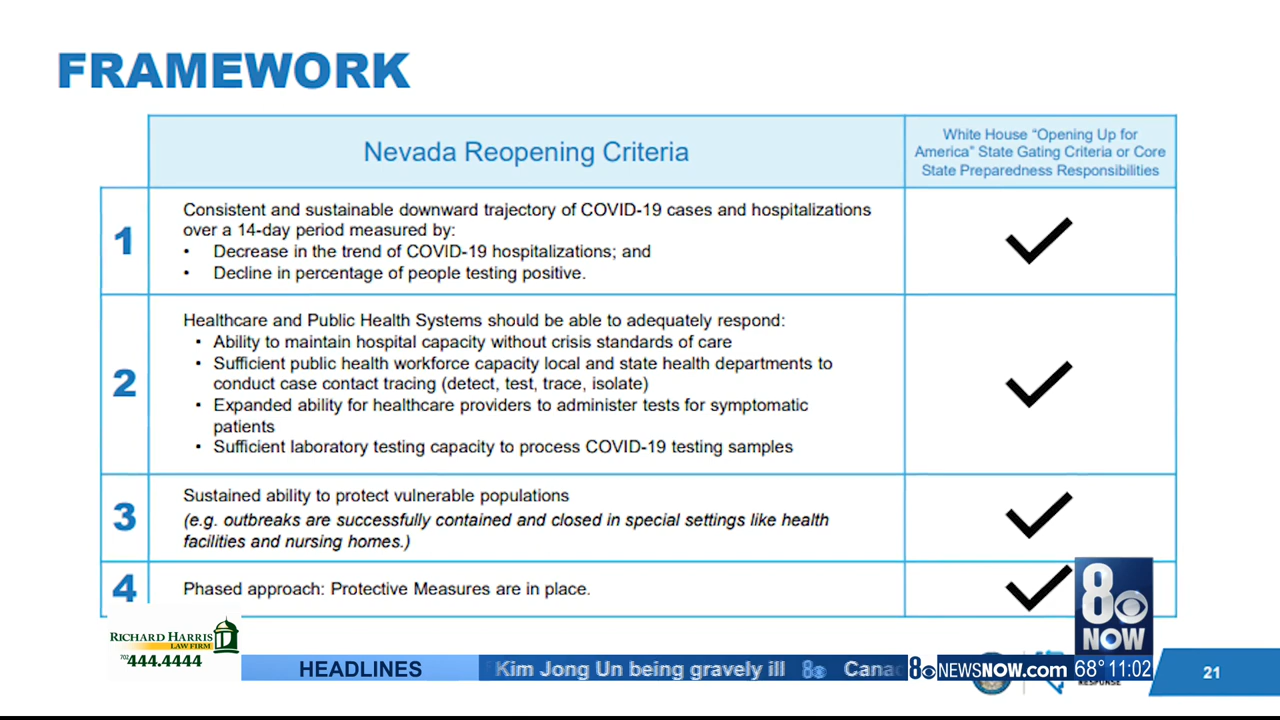 FRAMEWORK
Nevada Reopening Criteria
White House “Opening Up for
America” State Gating Criteria or Core
State Preparedness Responsibilities
1
Consistent and sustainable downward trajectory of COVID-19 cases and hospitalizations
over a 14-day period measured by:
• Decrease in the trend of COVID-19 hospitalizations; and
• Decline in percentage of people testing positive.
2
Healthcare and Public Health Systems should be able to adequately respond:
• Ability to maintain hospital capacity without crisis standards of care
• Sufficient public health workforce capacity local and state health departments to
conduct case contact tracing (detect, test, trace, isolate)
• Expanded ability for healthcare providers to administer tests for symptomatic
patients
• Sufficient laboratory testing capacity to process COVID-19 testing samples
3
Sustained ability to protect vulnerable populations
(e.g. outbreaks are successfully contained and closed in special settings like health
facilities and nursing homes.)
4
Phased approach: Protective Measures are in place.
8
NOW
RICHARD HARRIS
LAW FIRM
702 444.4444
HEADLINES
Kim Jong Un being gravely ill 8 Cana
8 NEWSNOW.com 68° 11:02
RESPONSE
21